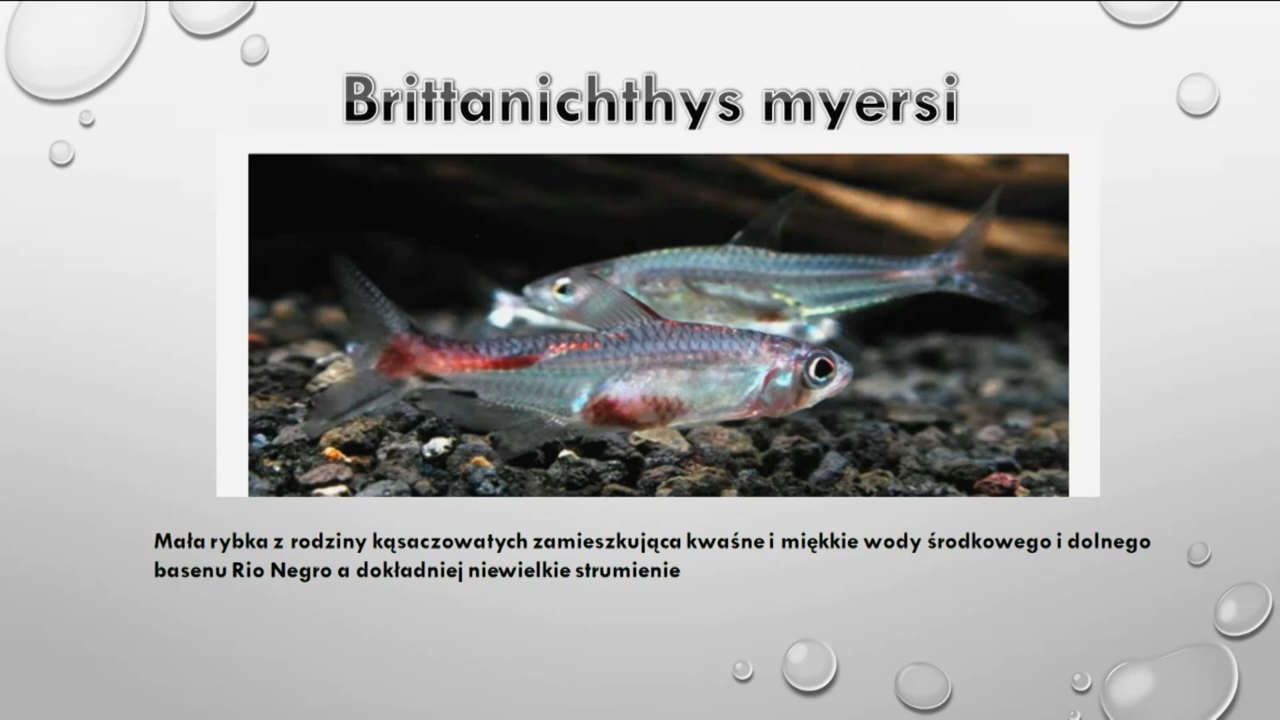 Brittanichthys myersi
Mała rybka z rodziny kąsaczowatych zamieszkująca kwaśne i miękkie wody środkowego i dolnego
basenu Rio Negro a dokładniej niewielkie strumienie